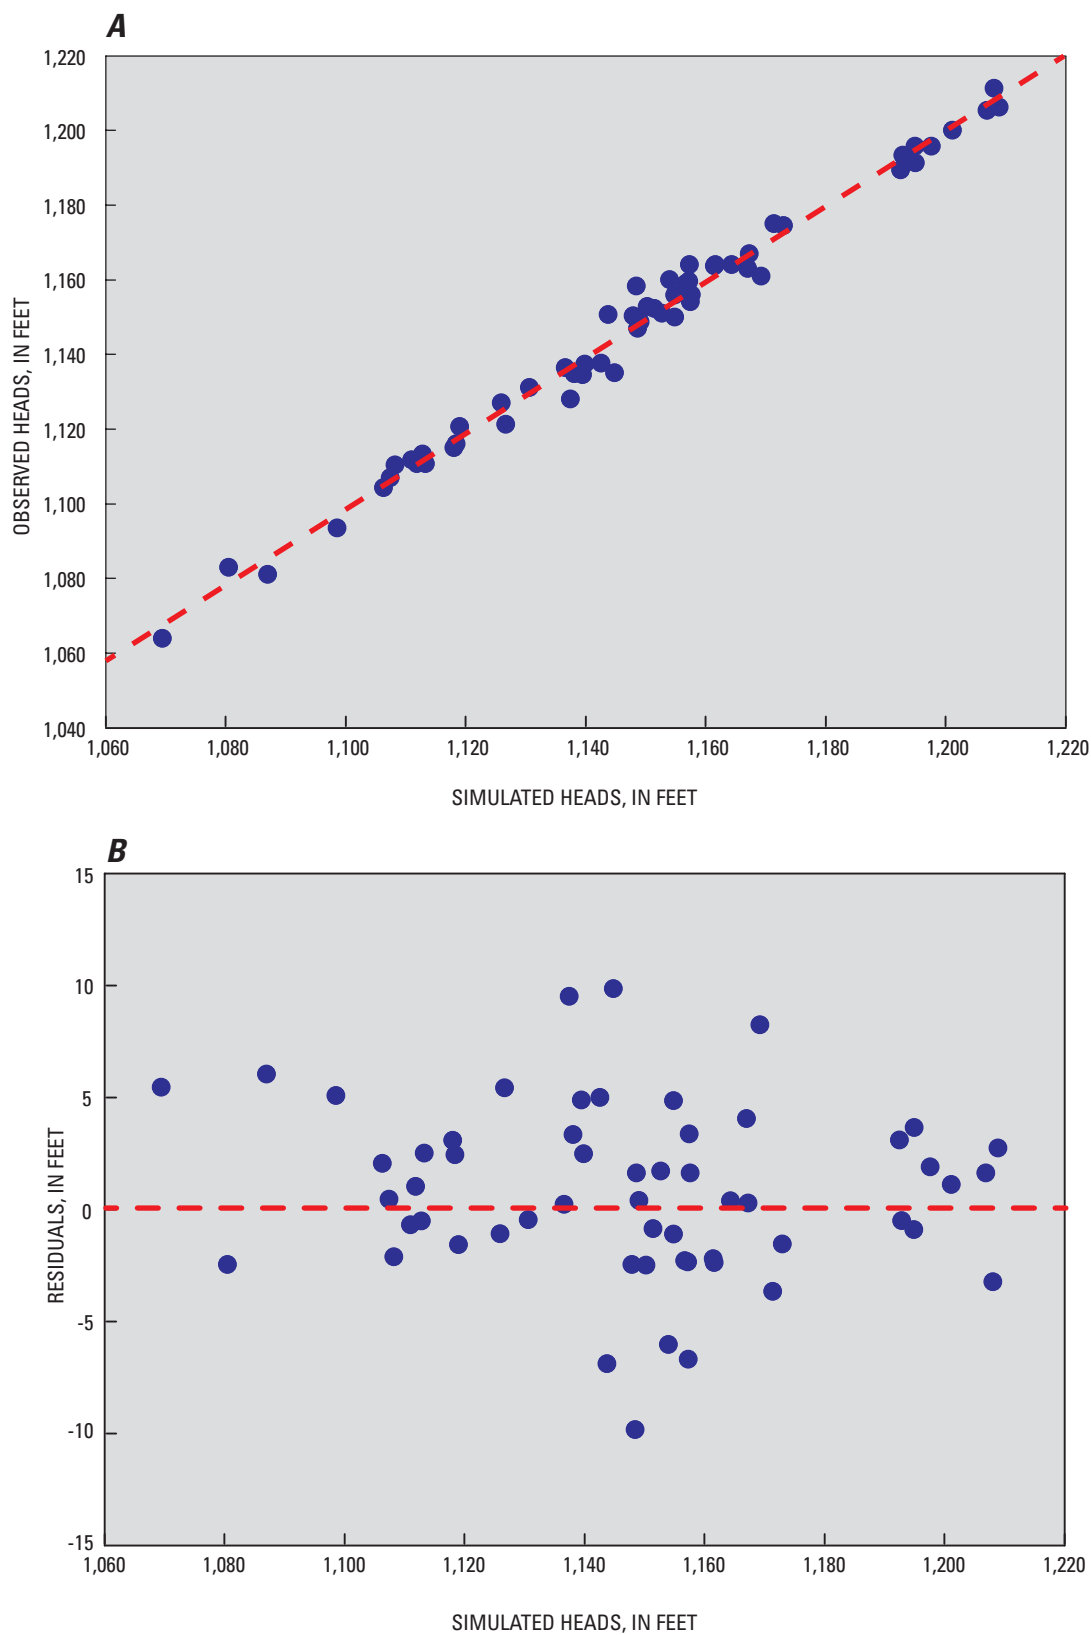 A
1,220
1,200
1,180
1,160
1,140
1,120
1,100
1,080
1,060
1,040
OBSERVED HEADS, IN FEET
1,060 1,080 1,100 1,120 1,140 1,160 1,180 1,200 1,220
SIMULATED HEADS, IN FEET
B
15
10
5
0
-5
-10
-15
RESIDUALS, IN FEET
1,060 1,080 1,100 1,120 1,140 1,160 1,180 1,200 1,220
SIMULATED HEADS, IN FEET